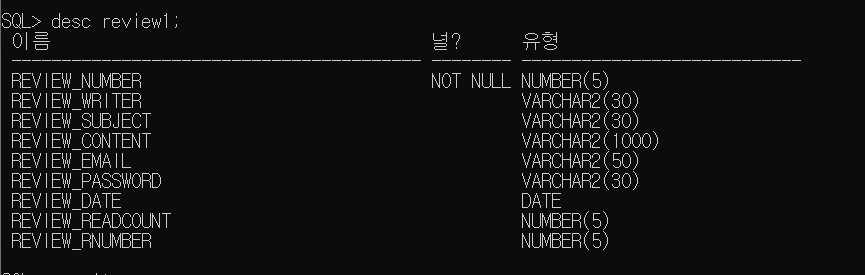 SQL> desc review1;
이름 널? 유형
----------------------------------------- -------- ----------------------------
REVIEW_NUMBER NOT NULL NUMBER(5)
REVIEW_WRITER VARCHAR2(30)
REVIEW_SUBJECT VARCHAR2(30)
REVIEW_CONTENT VARCHAR2(1000)
REVIEW_EMAIL VARCHAR2(50)
REVIEW_PASSWORD VARCHAR2(30)
REVIEW_DATE DATE
REVIEW_READCOUNT NUMBER(5)
REVIEW_RNUMBER NUMBER(5)